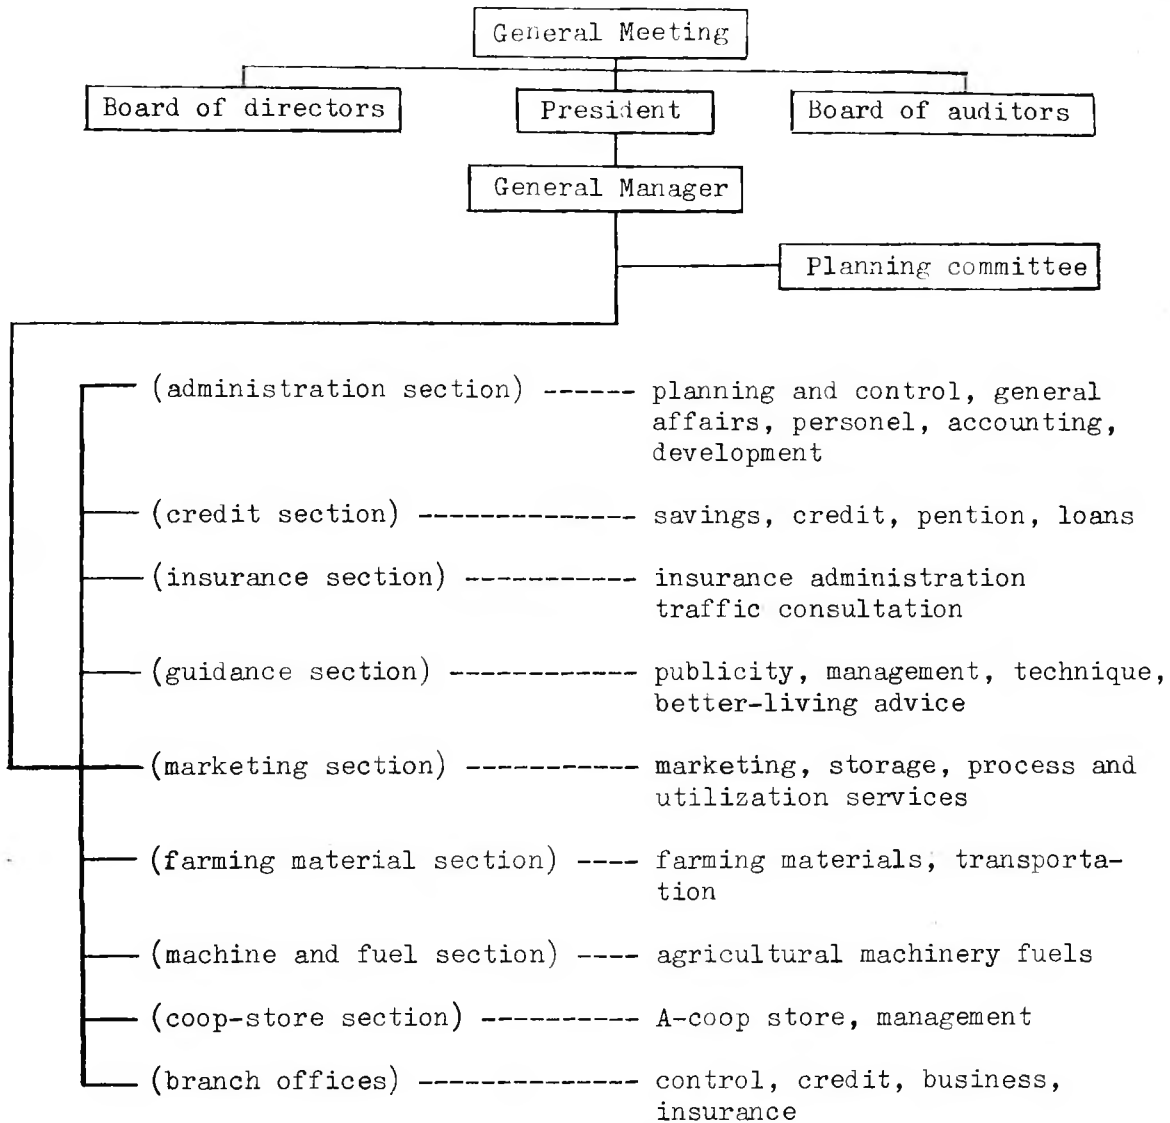 General Meeting
Board of directors
President
Board of auditors
General Manager
Planning committee
(administration section) ------ planning and control, general
affairs, personel, accounting,
development
(credit section) -------------- savings, credit, pention, loans
(insurance section) ----------- insurance administration
traffic consultation
(guidance section) ------------ publicity, management, technique,
better-living advice
(marketing section) ----------- marketing, storage, process and
utilization services
(farming material section) ---- farming materials, transporta-
tion
(machine and fuel section) ---- agricultural machinery fuels
(coop-store section) ---------- A-coop store, management
(branch offices) -------------- control, credit, business,
insurance